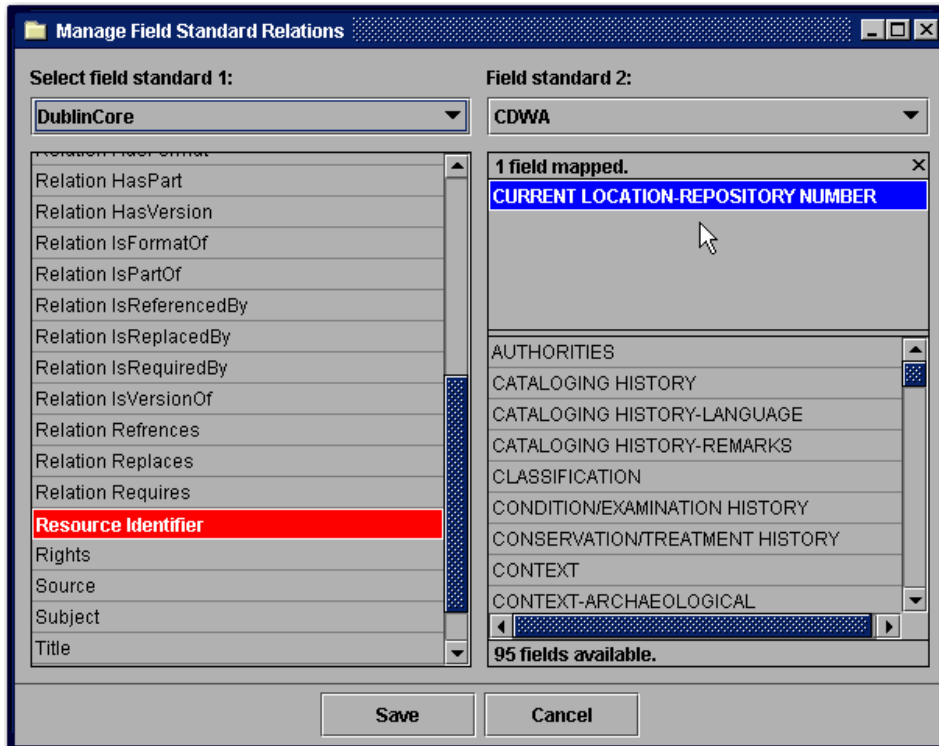 Manage Field Standard Relations
Select field standard 1:
DublinCore
Relation HasFormat
Relation HasPart
Relation HasVersion
Relation IsFormatOf
Relation IsPartOf
Relation IsReferencedBy
Relation IsReplacedBy
Relation IsRequiredBy
Relation IsVersionOf
Relation Refrences
Relation Replaces
Relation Requires
Resource Identifier
Rights
Source
Subject
Title
Field standard 2:
CDWA
1 field mapped.
CURRENT LOCATION-REPOSITORY NUMBER
AUTHORITIES
CATALOGING HISTORY
CATALOGING HISTORY-LANGUAGE
CATALOGING HISTORY-REMARKS
CLASSIFICATION
CONDITION/EXAMINATION HISTORY
CONSERVATION/TREATMENT HISTORY
CONTEXT
CONTEXT-ARCHAEOLOGICAL
95 fields available.
Save
Cancel